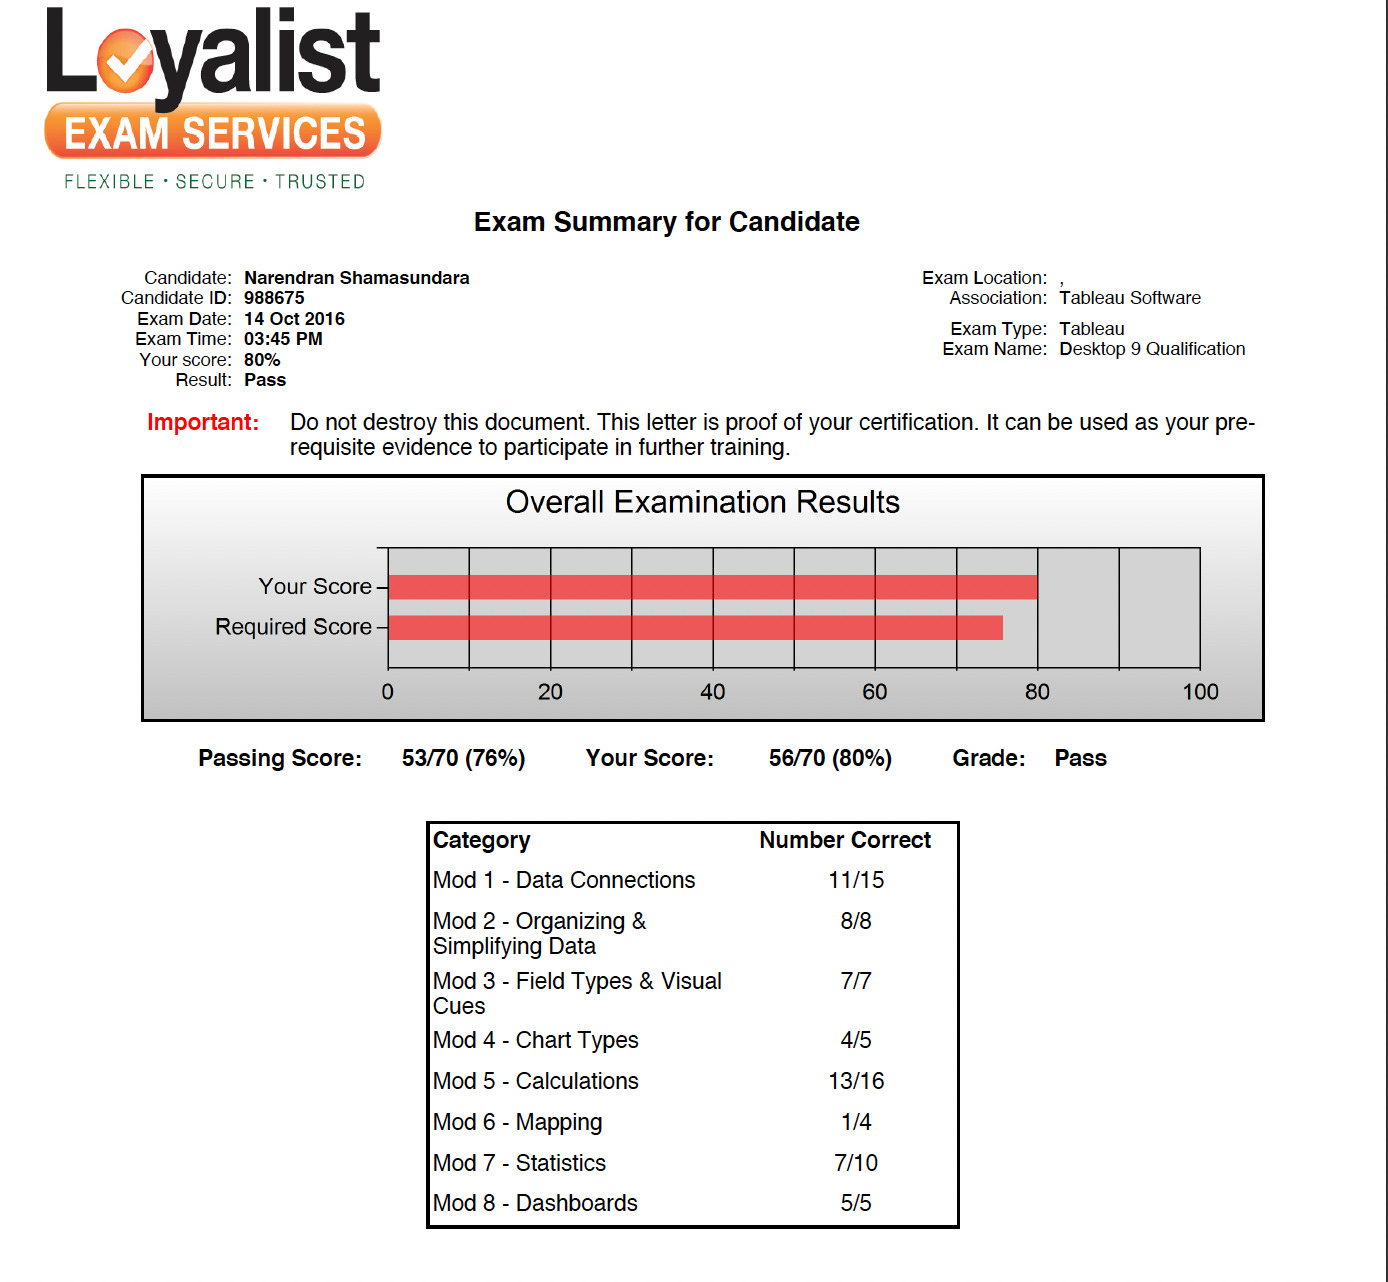 Loyalist
EXAM SERVICES
FLEXIBLE · SECURE · TRUSTED
Exam Summary for Candidate
Candidate: Narendran Shamasundara
Candidate ID: 988675
Exam Date: 14 Oct 2016
Exam Time: 03:45 PM
Your score: 80%
Result: Pass
Exam Location: ,
Association: Tableau Software
Exam Type: Tableau
Exam Name: Desktop 9 Qualification
Important: Do not destroy this document. This letter is proof of your certification. It can be used as your pre-
requisite evidence to participate in further training.
Overall Examination Results
Your Score
Required Score
0 20 40 60 80 100
Passing Score: 53/70 (76%) Your Score: 56/70 (80%) Grade: Pass
Category Number Correct
Mod 1 - Data Connections 11/15
Mod 2 - Organizing & 8/8
Simplifying Data
Mod 3 - Field Types & Visual 7/7
Cues
Mod 4 - Chart Types 4/5
Mod 5 - Calculations 13/16
Mod 6 - Mapping 1/4
Mod 7 - Statistics 7/10
Mod 8 - Dashboards 5/5